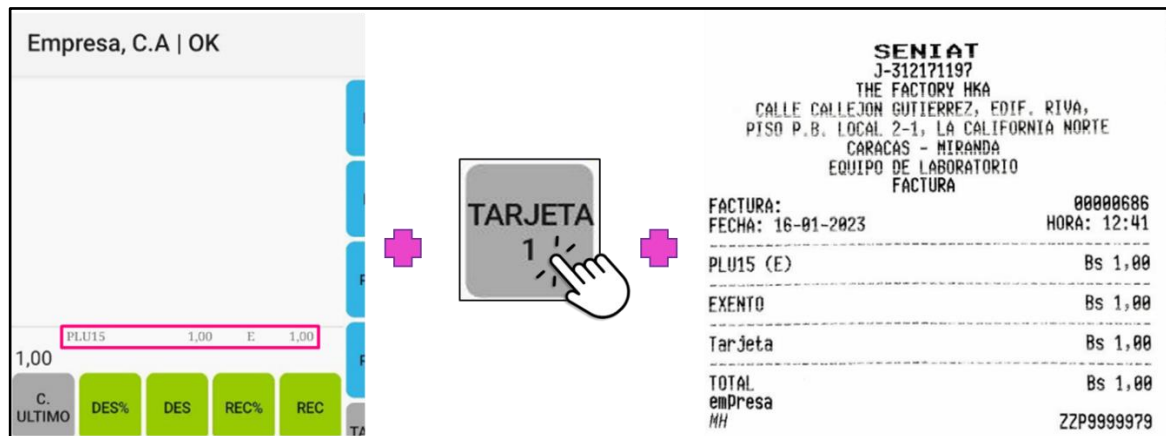 Empresa, C.A | OK
PLU15 1,00 E 1,00
1,00
C. ULTIMO
DES%
DES
REC%
REC
TARJETA
1
SENIAT
J-312171197
THE FACTORY HKA
CALLE CALLEJON GUTIERREZ, EDIF. RIVA,
PISO P.B. LOCAL 2-1, LA CALIFORNIA NORTE
CARACAS - MIRANDA
EQUIPO DE LABORATORIO
FACTURA
FACTURA: 00000686
FECHA: 16-01-2023 HORA: 12:41
PLU15 (E) Bs 1,00
EXENTO Bs 1,00
Tarjeta Bs 1,00
TOTAL Bs 1,00
emPresa
MH ZZP9999979